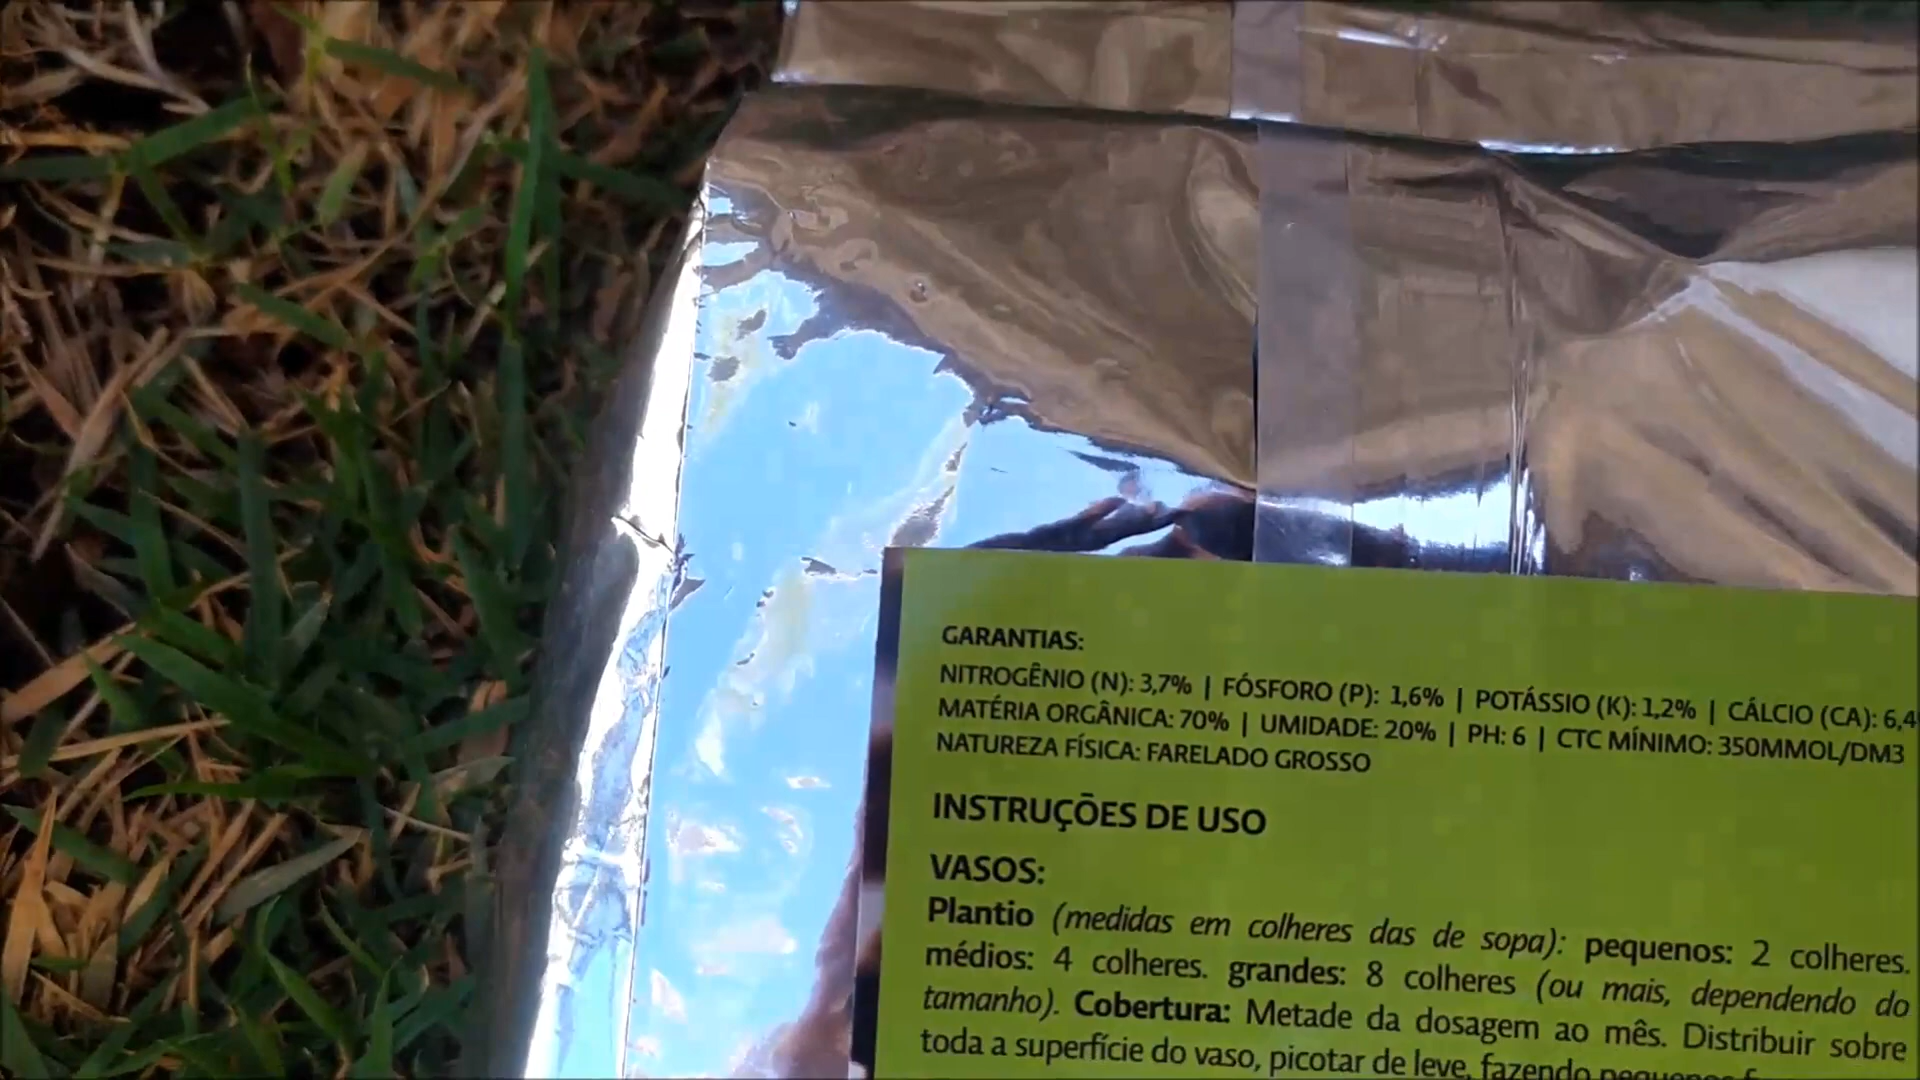 GARANTIAS:
NITROGÊNIO (N): 3,7% | FÓSFORO (P): 1,6% | POTÁSSIO (K): 1,2% | CÁLCIO (CA): 6,4
MATÉRIA ORGÂNICA: 70% | UMIDADE: 20% | PH: 6 | CTC MÍNIMO: 350MMOL/DM3
NATUREZA FÍSICA: FARELADO GROSSO
INSTRUÇÕES DE USO
VASOS:
Plantio (medidas em colheres das de sopa): pequenos: 2 colheres.
médios: 4 colheres. grandes: 8 colheres (ou mais, dependendo do
tamanho). Cobertura: Metade da dosagem ao mês. Distribuir sobre
toda a superfície do vaso, picotar de leve, fazendo pequenos